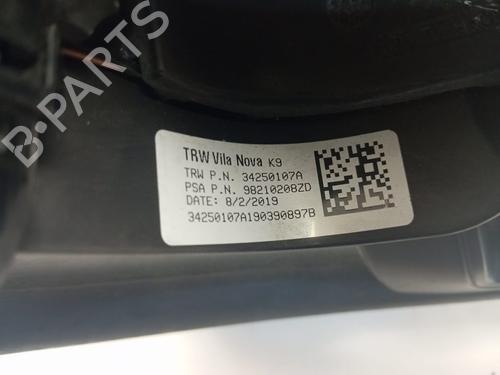 B-PARTS
TRW Vila Nova K9
TRW P.N. 34250107A
PSA P.N. 98210208ZD
DATE: 8/2/2019
34250107A190390897B